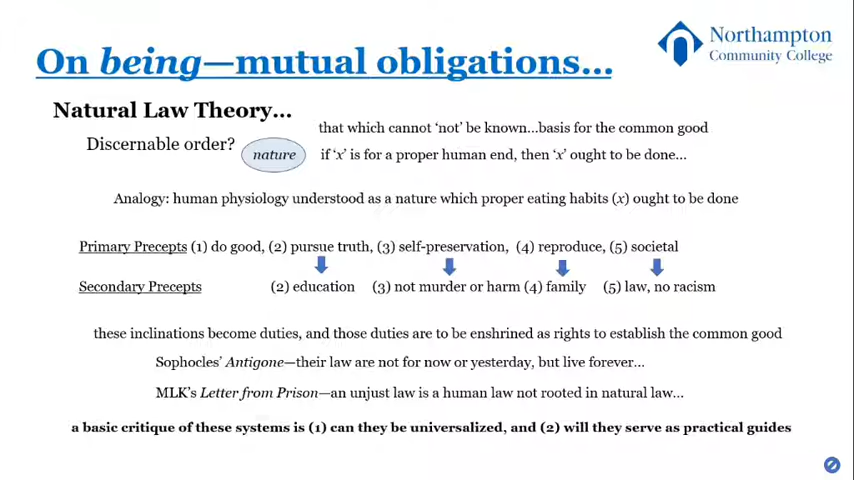 Northampton
Community College
On being—mutual obligations...
Natural Law Theory...
that which cannot 'not' be known...basis for the common good
Discernable order?
nature
if 'x' is for a proper human end, then 'x' ought to be done...
Analogy: human physiology understood as a nature which proper eating habits (x) ought to be done
Primary Precepts (1) do good, (2) pursue truth, (3) self-preservation, (4) reproduce, (5) societal
Secondary Precepts (2) education (3) not murder or harm (4) family (5) law, no racism
these inclinations become duties, and those duties are to be enshrined as rights to establish the common good
Sophocles' Antigone—their law are not for now or yesterday, but live forever...
MLK's Letter from Prison—an unjust law is a human law not rooted in natural law...
a basic critique of these systems is (1) can they be universalized, and (2) will they serve as practical guides